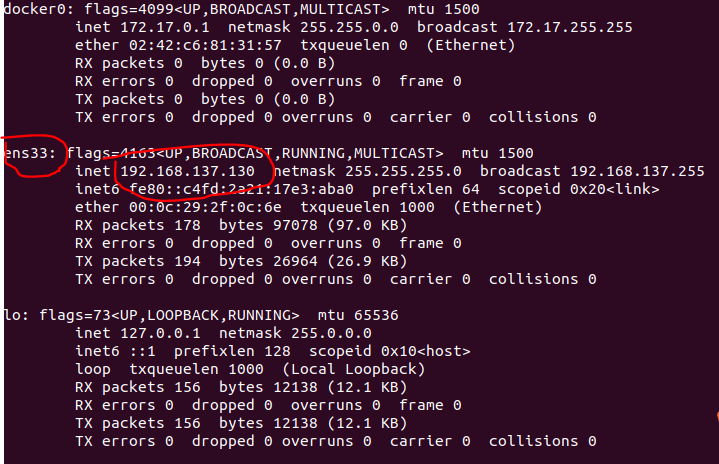 docker0: flags=4099<UP,BROADCAST,MULTICAST>  mtu 1500
        inet 172.17.0.1  netmask 255.255.0.0  broadcast 172.17.255.255
        ether 02:42:c6:81:31:57  txqueuelen 0  (Ethernet)
        RX packets 0  bytes 0 (0.0 B)
        RX errors 0  dropped 0  overruns 0  frame 0
        TX packets 0  bytes 0 (0.0 B)
        TX errors 0  dropped 0 overruns 0  carrier 0  collisions 0
ens33: flags=4163<UP,BROADCAST,RUNNING,MULTICAST>  mtu 1500
        inet 192.168.137.130  netmask 255.255.255.0  broadcast 192.168.137.255
        inet6 fe80::c4fd:2a21:17e3:aba0  prefixlen 64  scopeid 0x20<link>
        ether 00:0c:29:2f:0c:6e  txqueuelen 1000  (Ethernet)
        RX packets 178  bytes 97078 (97.0 KB)
        RX errors 0  dropped 0  overruns 0  frame 0
        TX packets 194  bytes 26964 (26.9 KB)
        TX errors 0  dropped 0 overruns 0  carrier 0  collisions 0
lo: flags=73<UP,LOOPBACK,RUNNING>  mtu 65536
        inet 127.0.0.1  netmask 255.0.0.0
        inet6 ::1  prefixlen 128  scopeid 0x10<host>
        loop  txqueuelen 1000  (Local Loopback)
        RX packets 156  bytes 12138 (12.1 KB)
        RX errors 0  dropped 0  overruns 0  frame 0
        TX packets 156  bytes 12138 (12.1 KB)
        TX errors 0  dropped 0 overruns 0  carrier 0  collisions 0